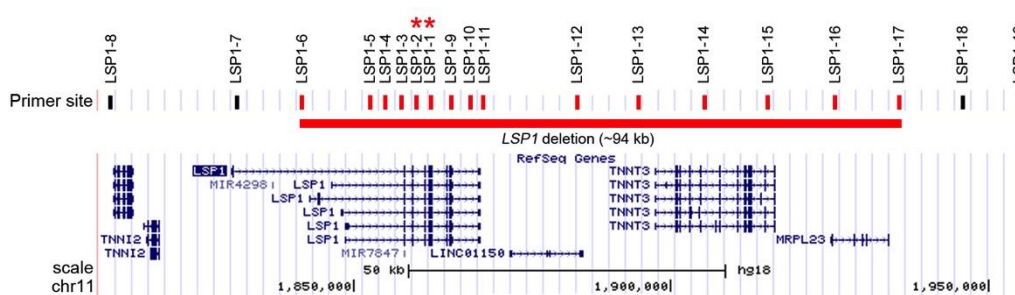 **
LSP1-8 LSP1-7 LSP1-6 LSP1-5 LSP1-4 LSP1-3 LSP1-2 LSP1-1 LSP1-9 LSP1-10 LSP1-11 LSP1-12 LSP1-13 LSP1-14 LSP1-15 LSP1-16 LSP1-17 LSP1-18
Primer site
LSP1 deletion (~94 kb)
RefSeq Genes
LSP1 TNNT3
MIR4298 LSP1 TNNT3
LSP1 TNNT3
LSP1 TNNT3
LSP1 TNNT3
TNNI2 LSP1 MRPL23
TNNI2 MIR7847 LINC01150
scale 50 kb hg18
chr11 1,850,000 1,900,000 1,950,000